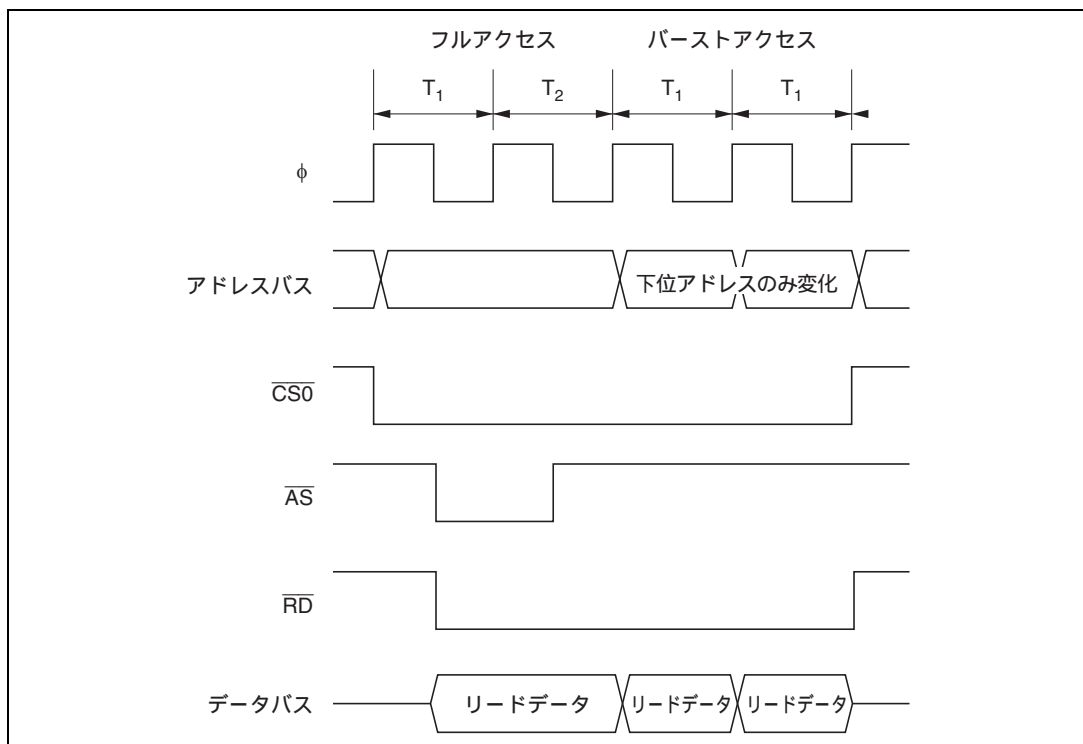 フルアクセス バーストアクセス
T1 T2 T1 T1
φ
アドレスバス 下位アドレスのみ変化
CS0
AS
RD
データバス リードデータ リードデータ リードデータ